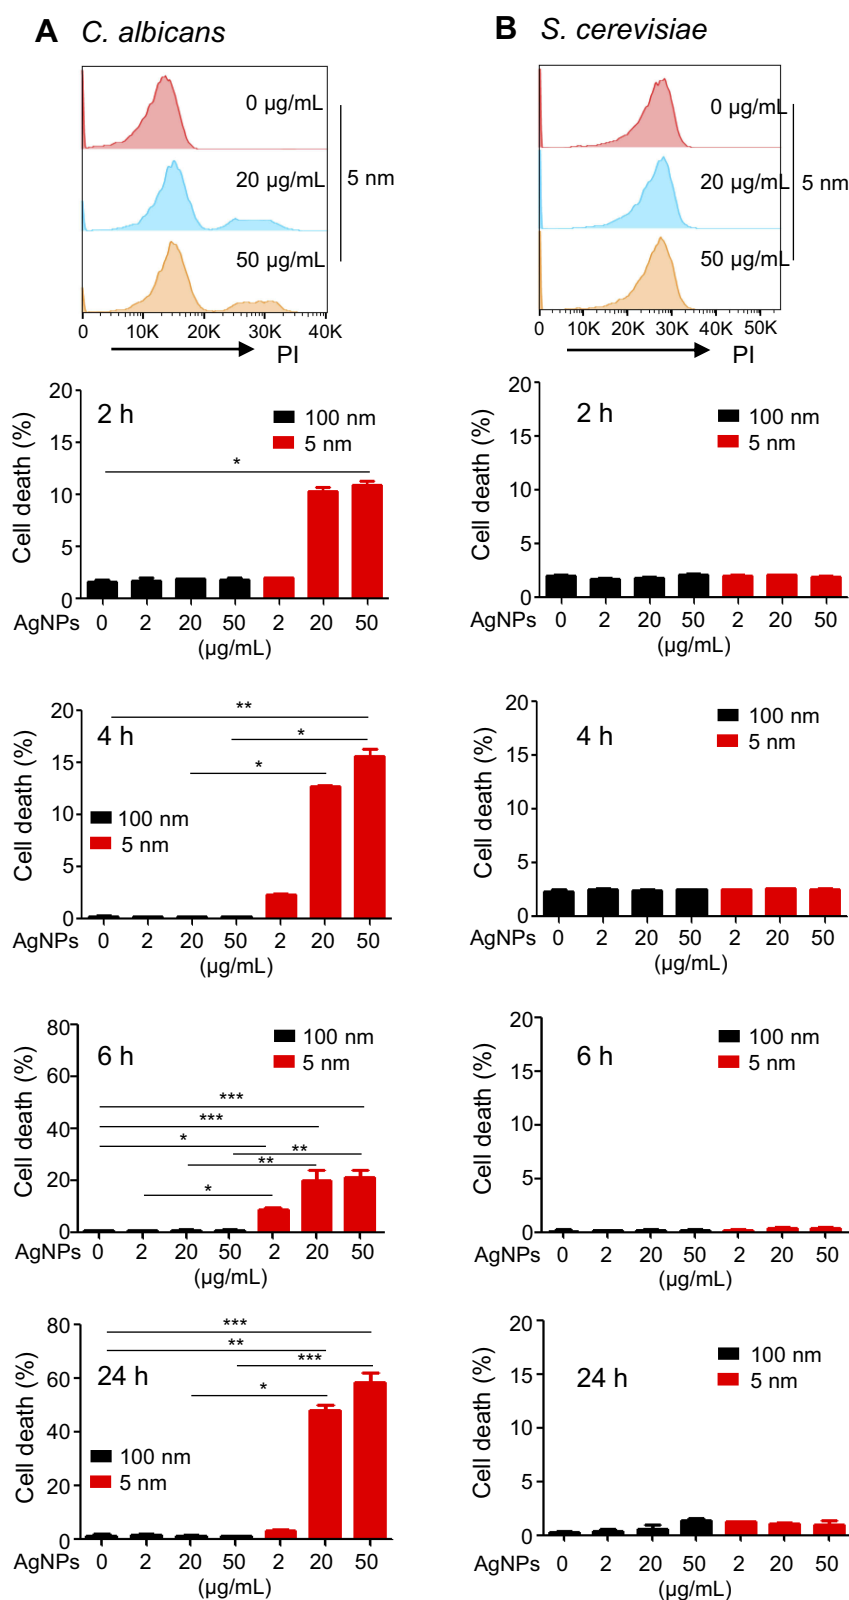 A C. albicans
0 µg/mL
20 µg/mL
50 µg/mL
5 nm
0 10K 20K 30K 40K
PI
20
15
10
5
0
Cell death (%)
2 h
100 nm
5 nm
*
AgNPs 0 2 20 50 2 20 50
(µg/mL)
20
15
10
5
0
Cell death (%)
4 h
100 nm
5 nm
**
*
*
AgNPs 0 2 20 50 2 20 50
(µg/mL)
80
60
40
20
0
Cell death (%)
6 h
100 nm
5 nm
***
***
*
**
**
*
AgNPs 0 2 20 50 2 20 50
(µg/mL)
80
60
40
20
0
Cell death (%)
24 h
100 nm
5 nm
***
**
***
*
AgNPs 0 2 20 50 2 20 50
(µg/mL)
B S. cerevisiae
0 µg/mL
20 µg/mL
50 µg/mL
5 nm
0 10K 20K 30K 40K 50K
PI
20
15
10
5
0
Cell death (%)
2 h
100 nm
5 nm
AgNPs 0 2 20 50 2 20 50
(µg/mL)
20
15
10
5
0
Cell death (%)
4 h
100 nm
5 nm
AgNPs 0 2 20 50 2 20 50
(µg/mL)
20
15
10
5
0
Cell death (%)
6 h
100 nm
5 nm
AgNPs 0 2 20 50 2 20 50
(µg/mL)
20
15
10
5
0
Cell death (%)
24 h
100 nm
5 nm
AgNPs 0 2 20 50 2 20 50
(µg/mL)